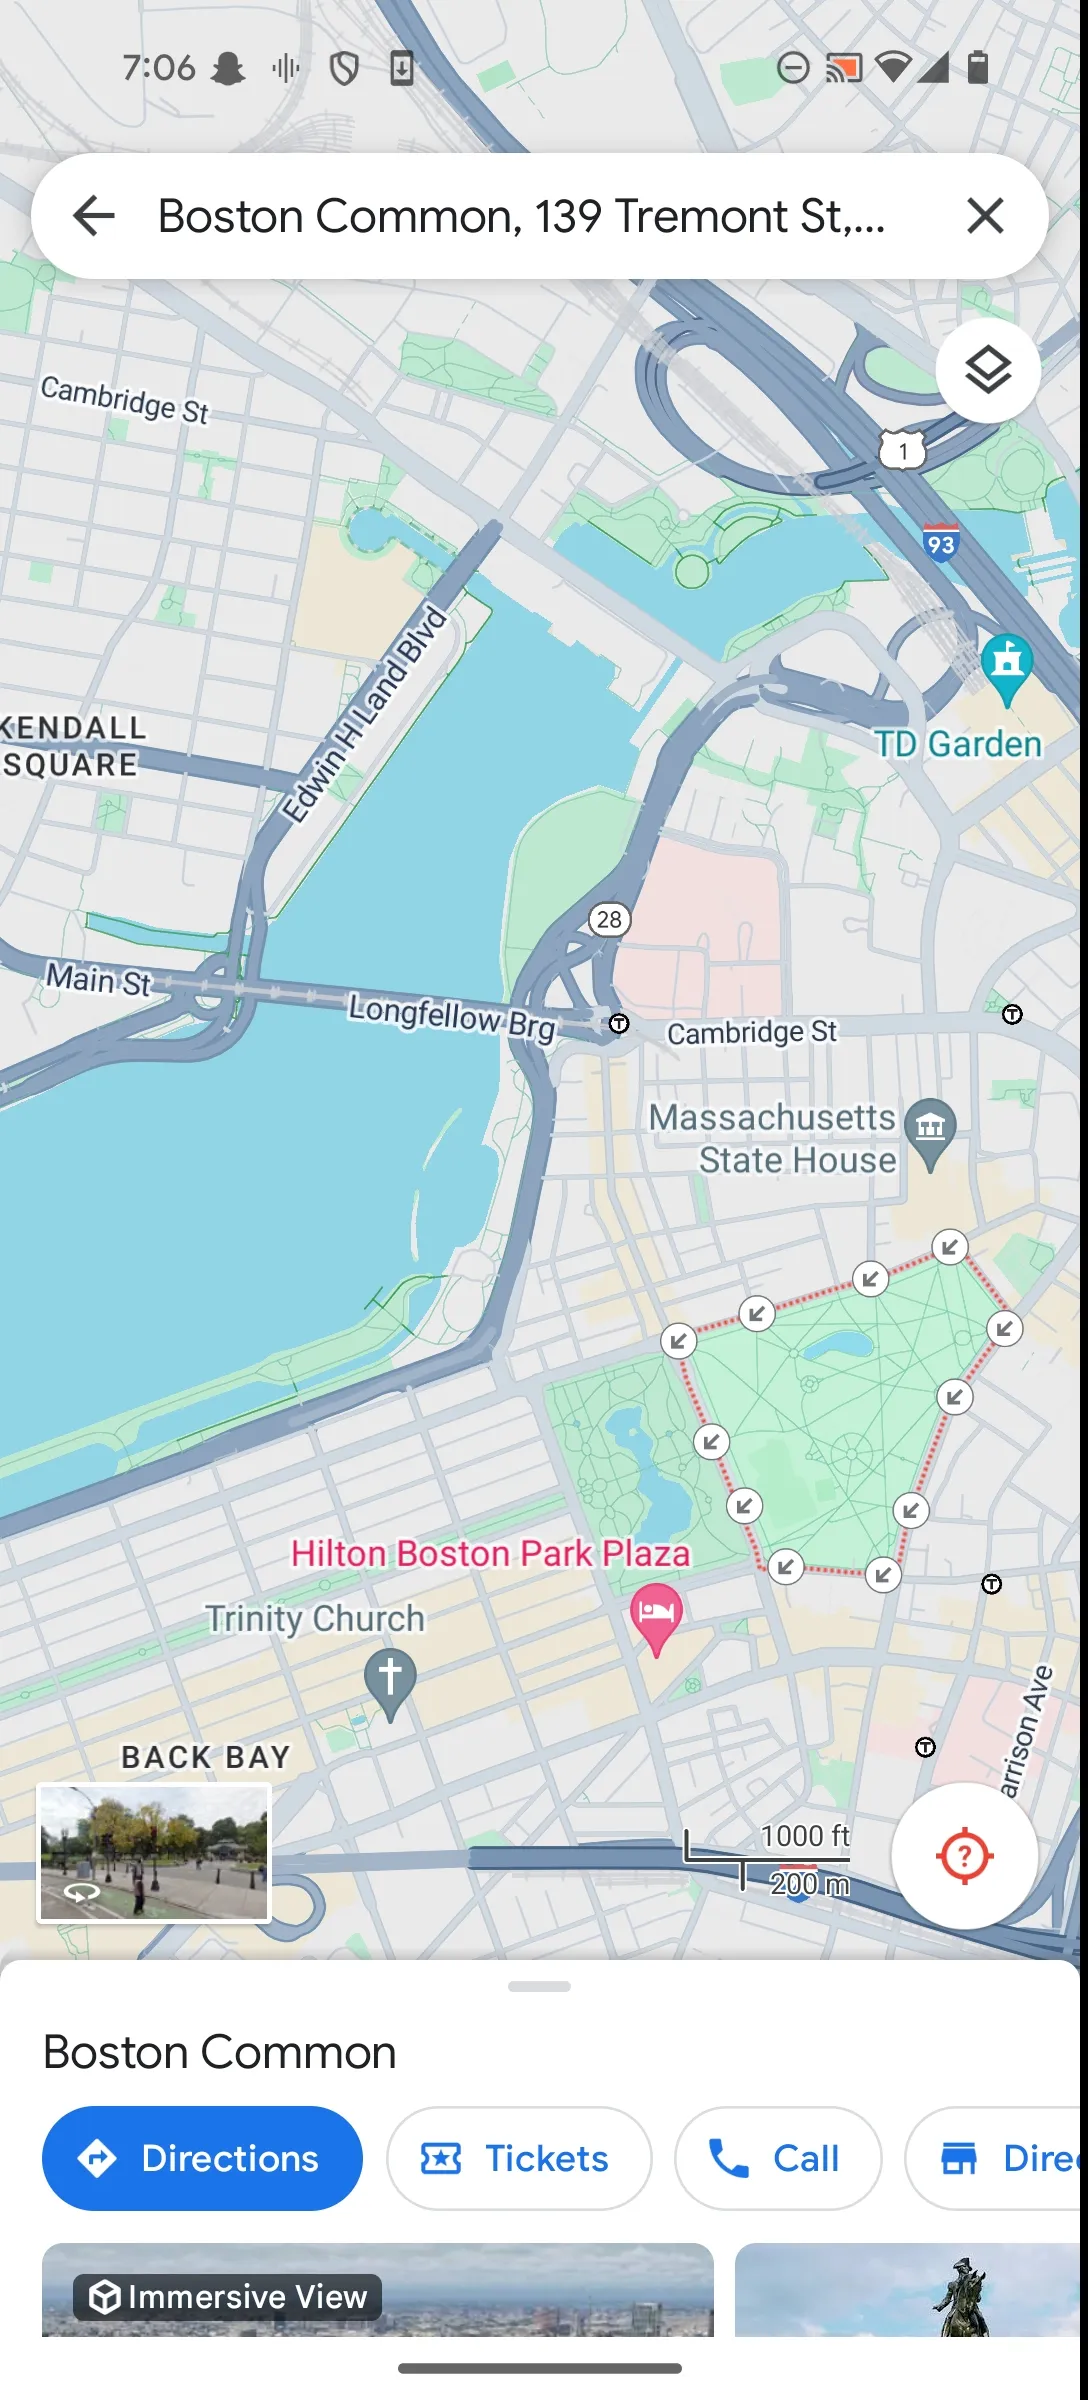 7:06
Boston Common, 139 Tremont St,...
Cambridge St
1
93
Edwin H Land Blvd
KENDALL
SQUARE
TD Garden
28
Main St
Longfellow Brg
T
Cambridge St
T
Massachusetts
State House
Hilton Boston Park Plaza
T
Trinity Church
arrison Ave
T
BACK BAY
1000 ft
200 m
?
Boston Common
Directions
Tickets
Call
Direc
Immersive View